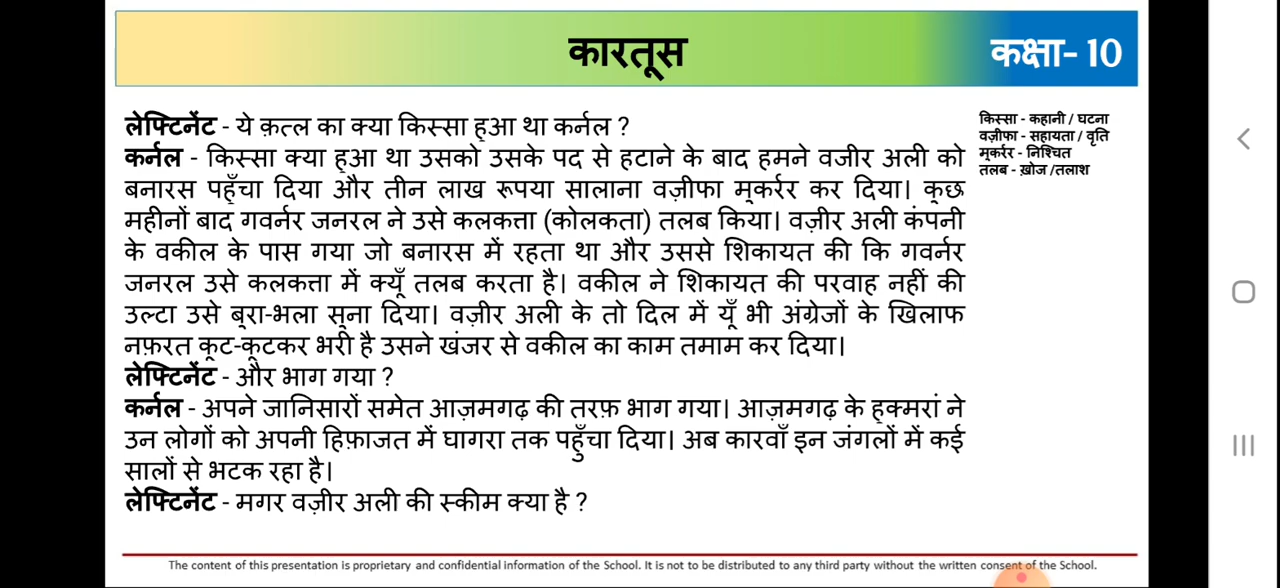 कारतूस
कक्षा- 10
लेफ्टिनेंट - ये क़त्ल का क्या किस्सा हुआ था कर्नल ?
कर्नल - किस्सा क्या हुआ था उसको उसके पद से हटाने के बाद हमने वजीर अली को
बनारस पहुँचा दिया और तीन लाख रूपया सालाना वज़ीफा मुकर्रर कर दिया। कुछ
महीनों बाद गवर्नर जनरल ने उसे कलकत्ता (कोलकता) तलब किया। वज़ीर अली कंपनी
के वकील के पास गया जो बनारस में रहता था और उससे शिकायत की कि गवर्नर
जनरल उसे कलकत्ता में क्यूँ तलब करता है। वकील ने शिकायत की परवाह नहीं की
उल्टा उसे बुरा-भला सुना दिया। वज़ीर अली के तो दिल में यूँ भी अंग्रेजों के खिलाफ
नफ़रत कूट-कूटकर भरी है उसने खंजर से वकील का काम तमाम कर दिया।
लेफ्टिनेंट - और भाग गया ?
कर्नल - अपने जानिसारों समेत आज़मगढ़ की तरफ़ भाग गया। आज़मगढ़ के हुक्मरां ने
उन लोगों को अपनी हिफ़ाजत में घागरा तक पहुँचा दिया। अब कारवाँ इन जंगलों में कई
सालों से भटक रहा है।
लेफ्टिनेंट - मगर वज़ीर अली की स्कीम क्या है ?
किस्सा - कहानी / घटना
वज़ीफा - सहायता / वृति
मुकर्रर - निश्चित
तलब - ख़ोज /तलाश
The content of this presentation is proprietary and confidential information of the School. It is not to be distributed to any third party without the written consent of the School.